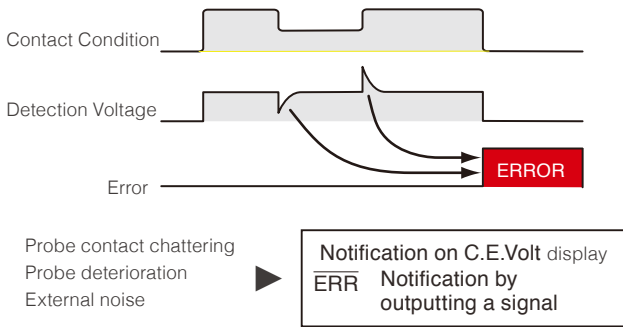 Contact Condition
Detection Voltage
Error
ERROR
Probe contact chattering
Probe deterioration
External noise
Notification on C.E.Volt display
ERR Notification by
outputting a signal